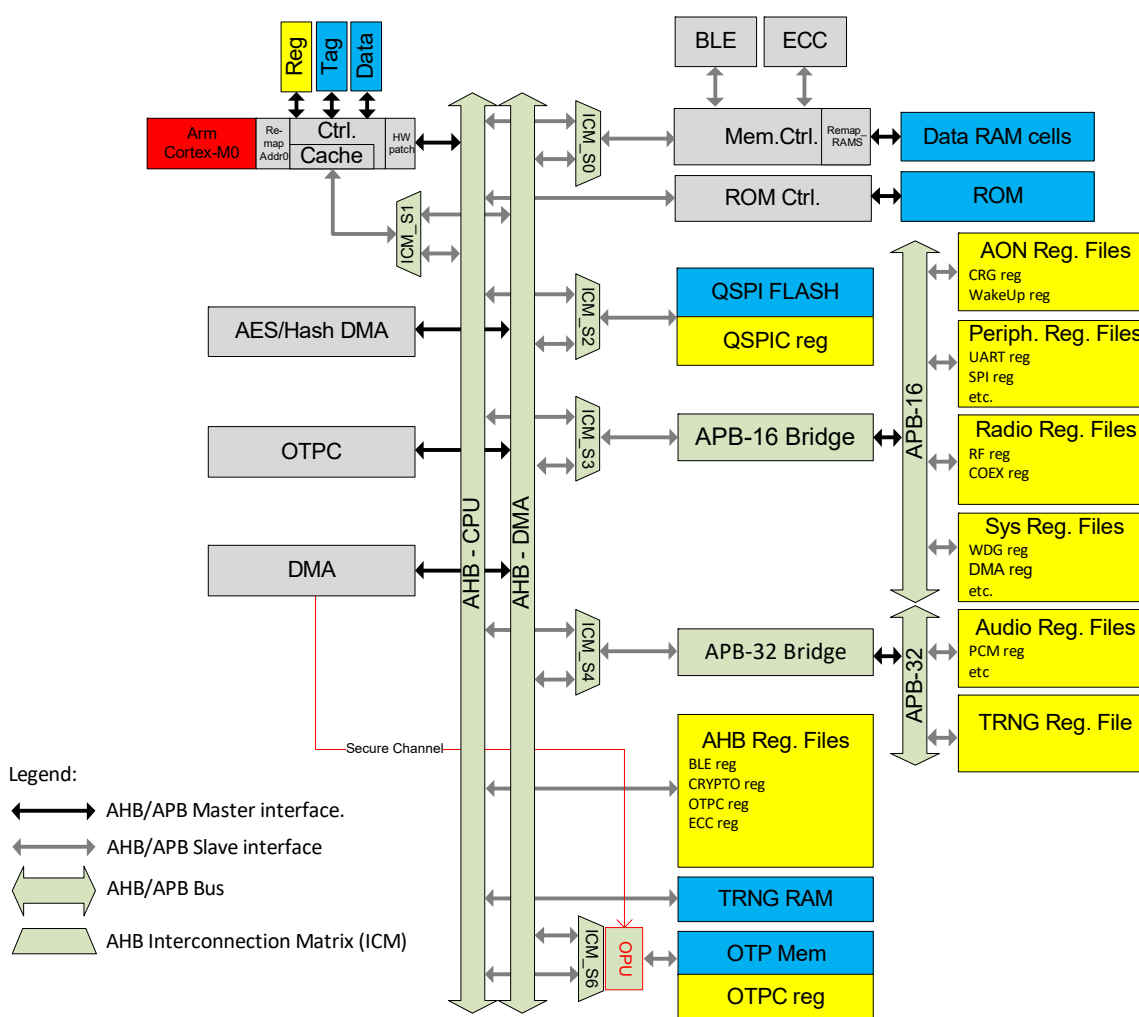 Reg
Tag
Data
BLE
ECC
Arm
Cortex-M0
Re-
map
Addr0
Ctrl.
Cache
HW
patch
ICM_S0
Mem.Ctrl.
Remap_
RAMS
Data RAM cells
ROM Ctrl.
ROM
ICM_S1
AON Reg. Files
CRG reg
WakeUp reg
QSPI FLASH
QSPIC reg
ICM_S2
AES/Hash DMA
Periph. Reg. Files
UART reg
SPI reg
etc.
APB-16
ICM_S3
APB-16 Bridge
OTPC
Radio Reg. Files
RF reg
COEX reg
Sys Reg. Files
WDG reg
DMA reg
etc.
DMA
AHB - CPU
AHB - DMA
ICM_S4
APB-32 Bridge
APB-32
Audio Reg. Files
PCM reg
etc
TRNG Reg. File
Secure Channel
AHB Reg. Files
BLE reg
CRYPTO reg
OTPC reg
ECC reg
TRNG RAM
ICM_S6
OPU
OTP Mem
OTPC reg
Legend:
AHB/APB Master interface.
AHB/APB Slave interface
AHB/APB Bus
AHB Interconnection Matrix (ICM)